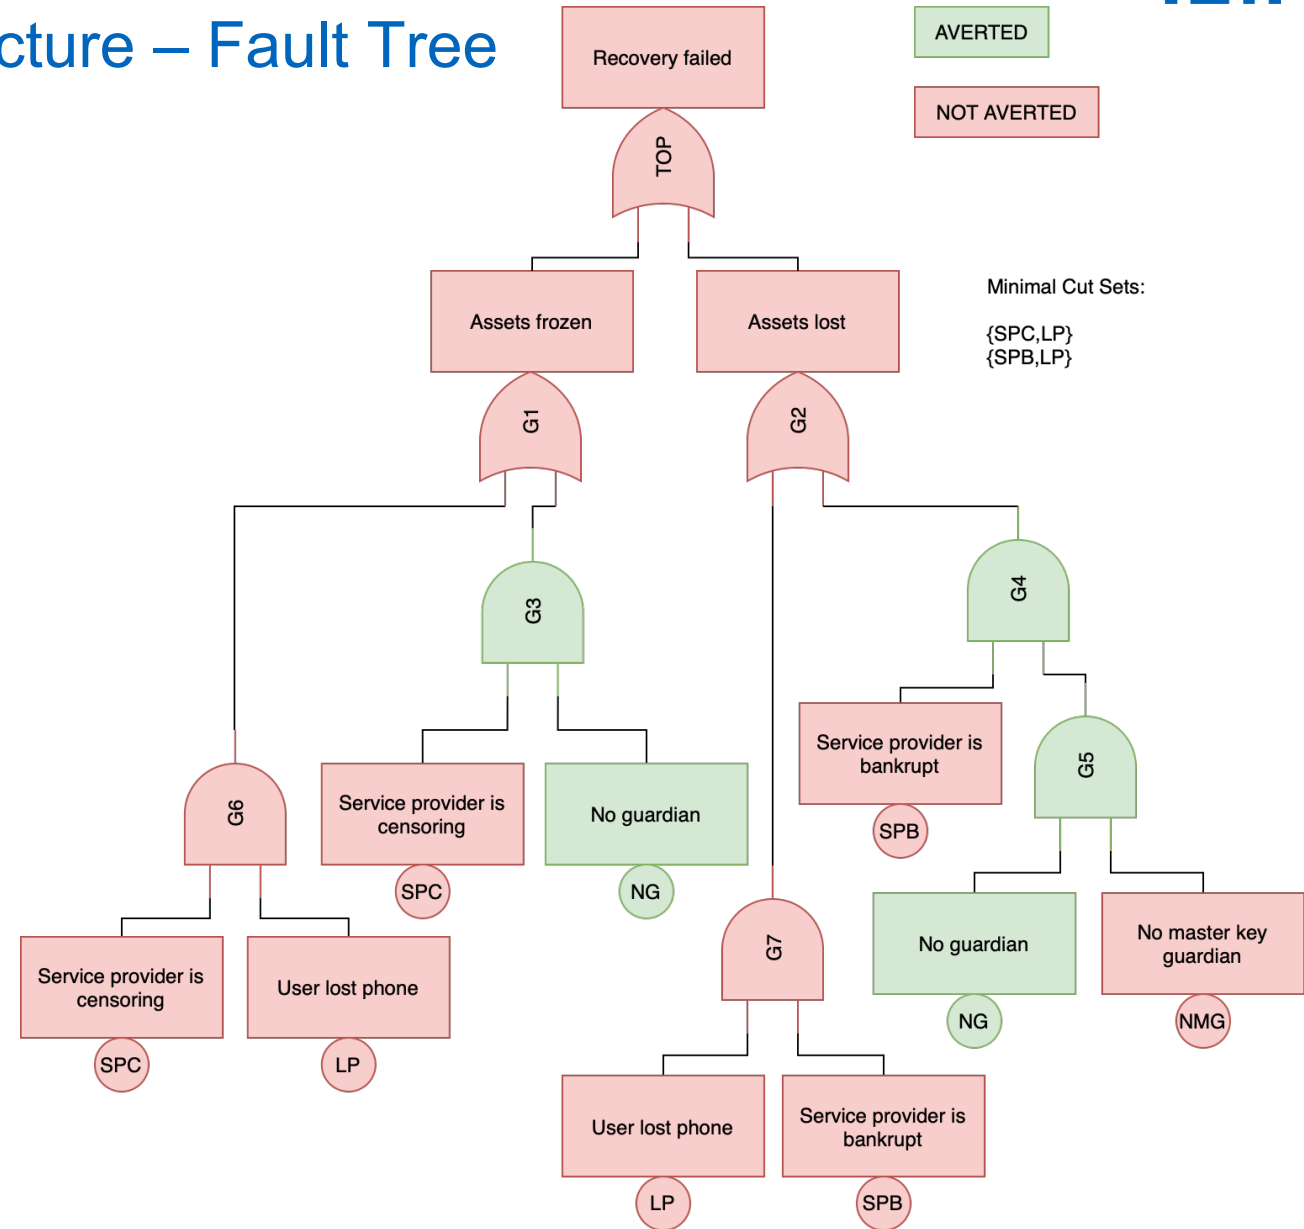 cture – Fault Tree
Recovery failed
AVERTED
NOT AVERTED
TOP
Assets frozen
Assets lost
Minimal Cut Sets:
{SPC,LP}
{SPB,LP}
G1
G2
G3
G4
Service provider is
bankrupt
SPB
G5
G6
Service provider is
censoring
SPC
No guardian
NG
G7
No guardian
NG
No master key
guardian
NMG
Service provider is
censoring
SPC
User lost phone
LP
User lost phone
LP
Service provider is
bankrupt
SPB